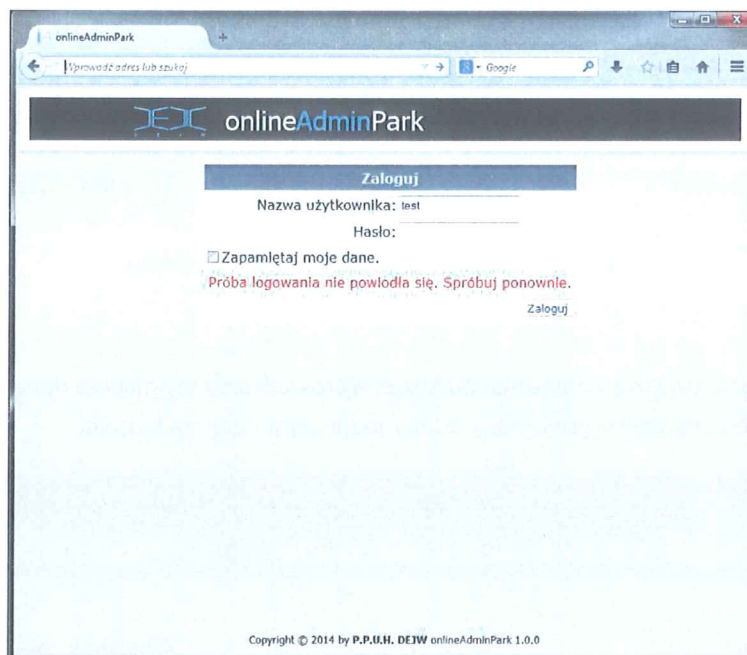 onlineAdminPark
Wprowadź adres lub szukaj
Google
onlineAdminPark
Zaloguj
Nazwa użytkownika: test
Hasło:
Zapamiętaj moje dane.
Próba logowania nie powiodła się. Spróbuj ponownie.
Zaloguj
Copyright © 2014 by P.P.U.H. DEJW onlineAdminPark 1.0.0